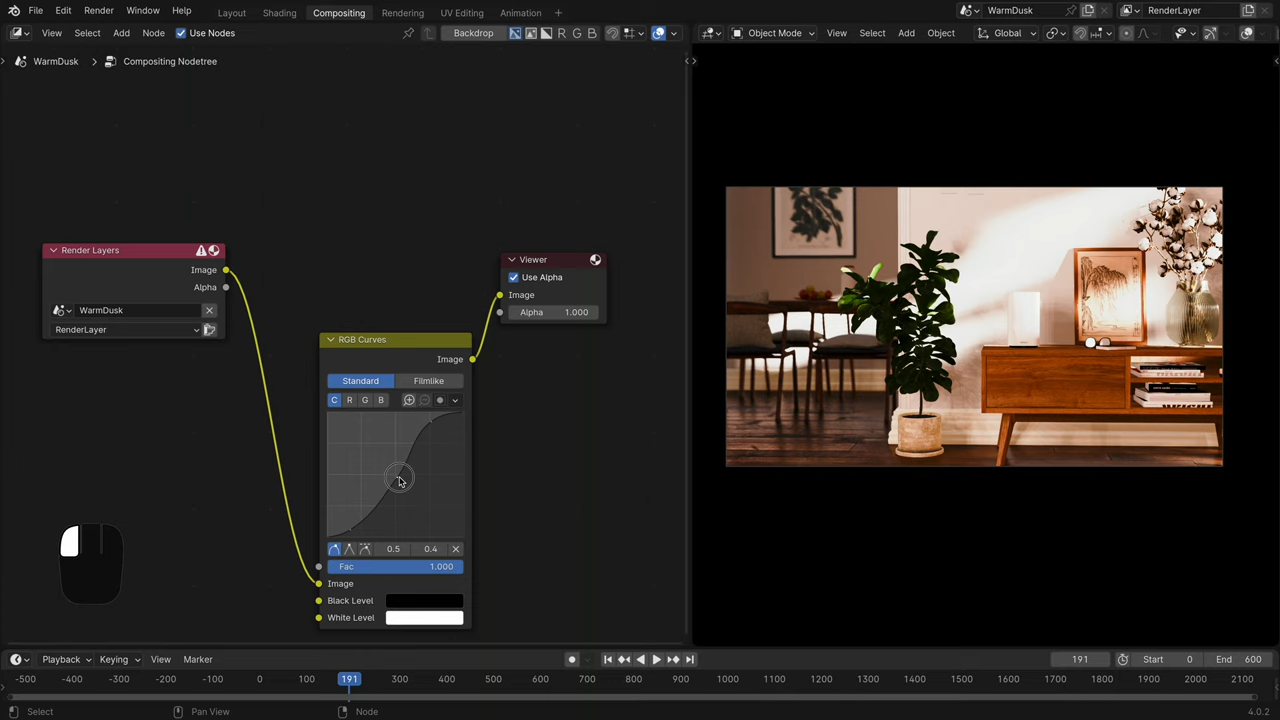 File Edit Render Window Help Layout Shading Compositing Rendering UV Editing Animation + WarmDusk RenderLayer
View Select Add Node Use Nodes Backdrop R G B Object Mode View Select Add Object Global
WarmDusk > Compositing Nodetree
Render Layers
Image
Alpha
WarmDusk
RenderLayer
Viewer
Use Alpha
Image
Alpha 1.000
RGB Curves
Image
Standard Filmlike
C R G B
0.5 0.4
Fac 1.000
Image
Black Level
White Level
Playback Keying View Marker 191 Start 0 End 600
-500 -400 -300 -200 -100 0 100 191 300 400 500 600 700 800 900 1000 1100 1200 1300 1400 1500 1600 1700 1800 1900 2000 2100
Select Pan View Node 4.0.2